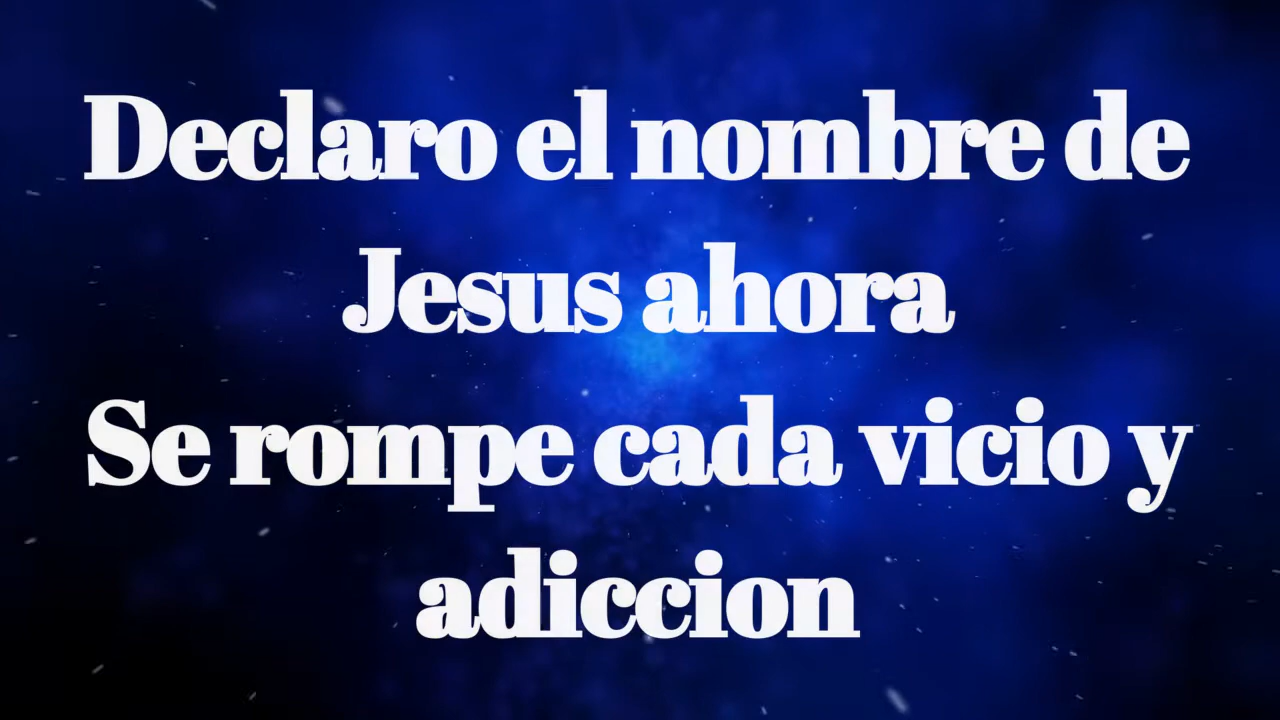 Declaro el nombre de
Jesus ahora
Se rompe cada vicio y
adiccion